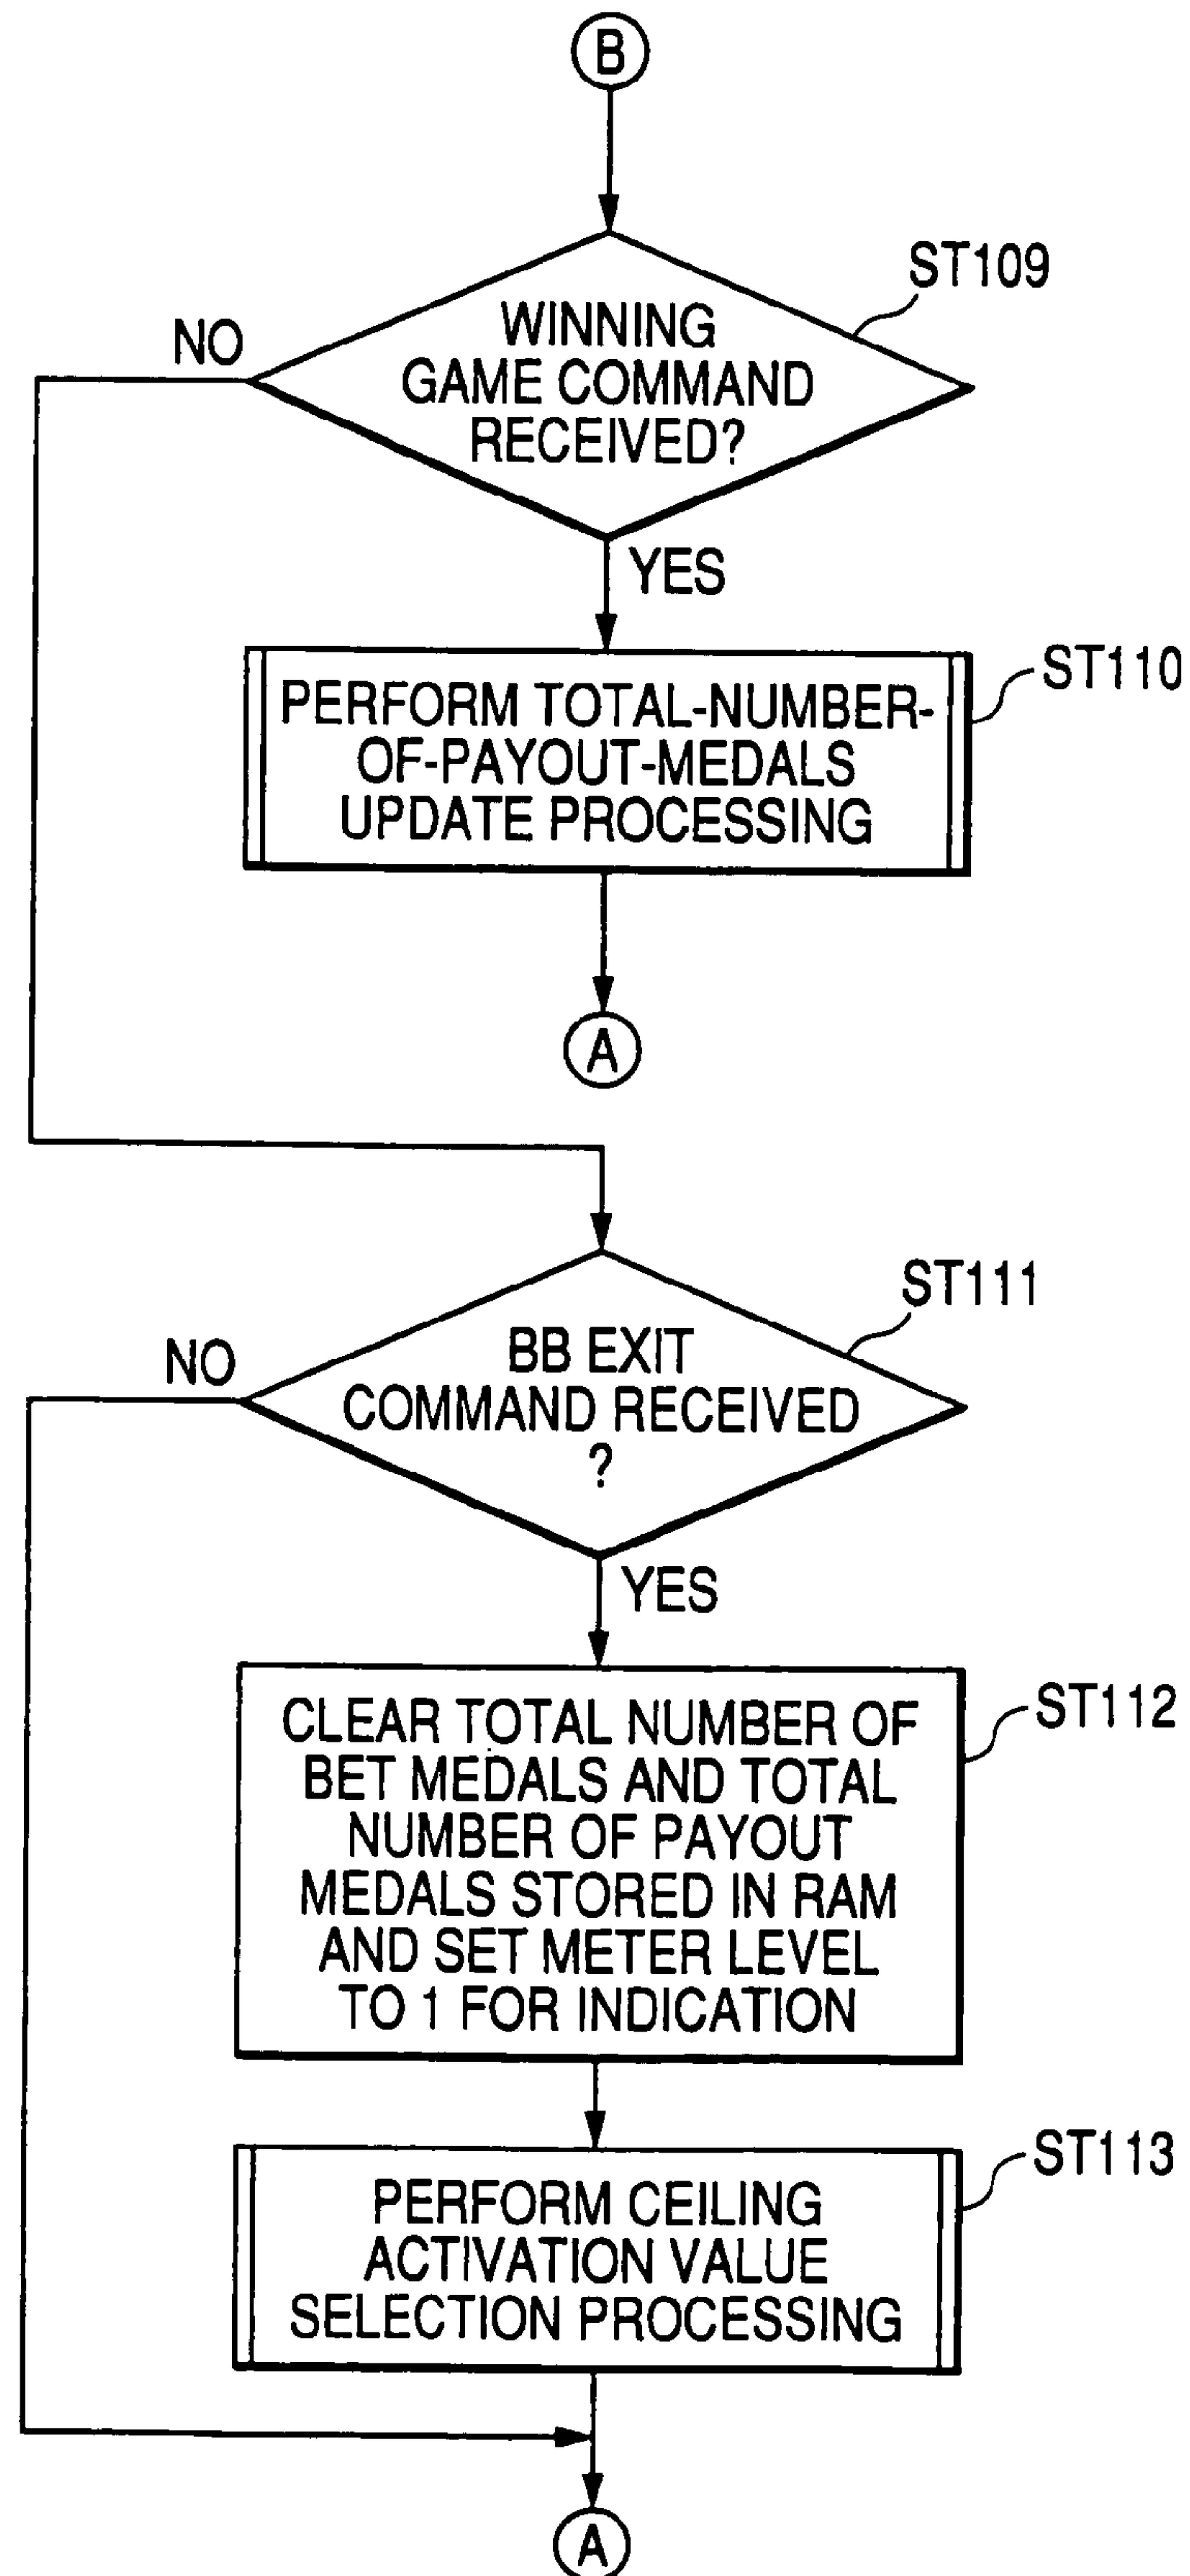 B
ST109
NO
WINNING
GAME COMMAND
RECEIVED?
YES
ST110
PERFORM TOTAL-NUMBER-
OF-PAYOUT-MEDALS
UPDATE PROCESSING
A
ST111
NO
BB EXIT
COMMAND RECEIVED
?
YES
ST112
CLEAR TOTAL NUMBER OF
BET MEDALS AND TOTAL
NUMBER OF PAYOUT
MEDALS STORED IN RAM
AND SET METER LEVEL
TO 1 FOR INDICATION
ST113
PERFORM CEILING
ACTIVATION VALUE
SELECTION PROCESSING
A